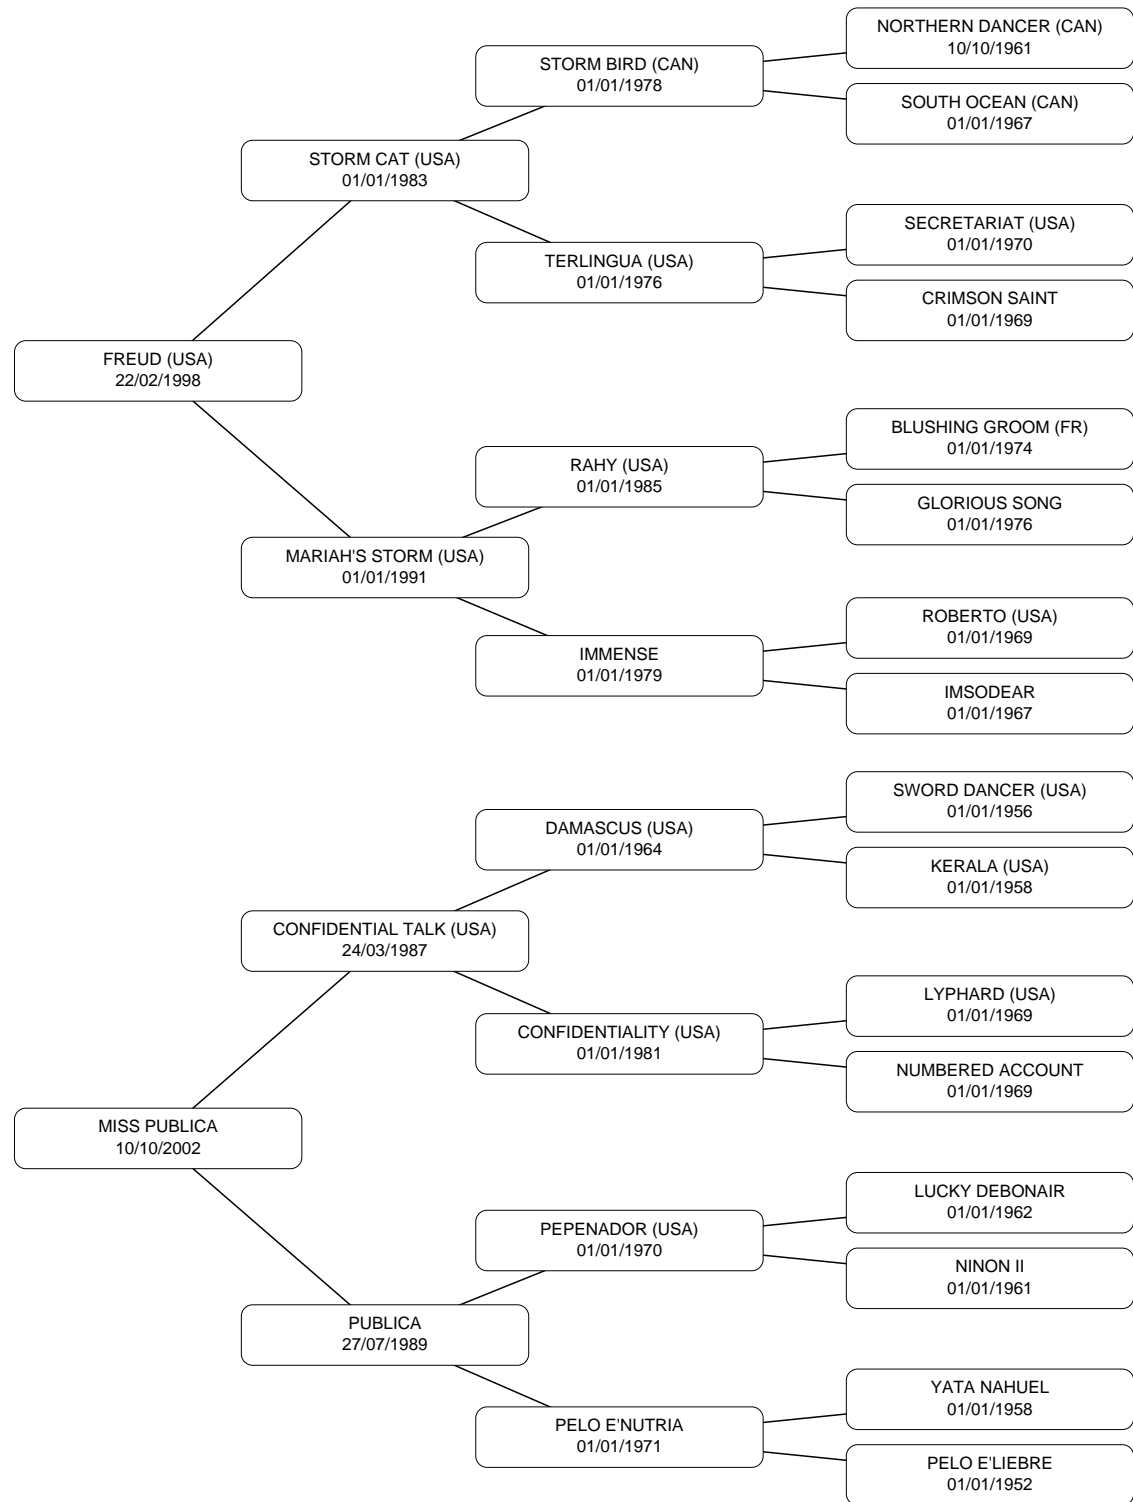 NORTHERN DANCER (CAN)
10/10/1961
STORM BIRD (CAN)
01/01/1978
SOUTH OCEAN (CAN)
01/01/1967
STORM CAT (USA)
01/01/1983
SECRETARIAT (USA)
01/01/1970
TERLINGUA (USA)
01/01/1976
CRIMSON SAINT
01/01/1969
FREUD (USA)
22/02/1998
BLUSHING GROOM (FR)
01/01/1974
RAHY (USA)
01/01/1985
GLORIOUS SONG
01/01/1976
MARIAH'S STORM (USA)
01/01/1991
ROBERTO (USA)
01/01/1969
IMMENSE
01/01/1979
IMSODEAR
01/01/1967
SWORD DANCER (USA)
01/01/1956
DAMASCUS (USA)
01/01/1964
KERALA (USA)
01/01/1958
CONFIDENTIAL TALK (USA)
24/03/1987
LYPHARD (USA)
01/01/1969
CONFIDENTIALITY (USA)
01/01/1981
NUMBERED ACCOUNT
01/01/1969
MISS PUBLICA
10/10/2002
LUCKY DEBONAIR
01/01/1962
PEPENADOR (USA)
01/01/1970
NINON II
01/01/1961
PUBLICA
27/07/1989
YATA NAHUEL
01/01/1958
PELO E'NUTRIA
01/01/1971
PELO E'LIEBRE
01/01/1952